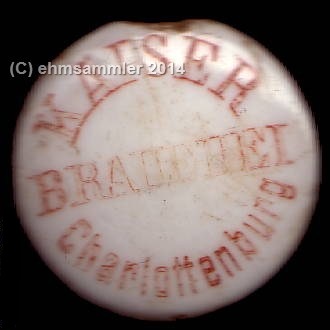 (C) ehmsammler 2014
KAISER
BRAUEREI
Charlottenburg